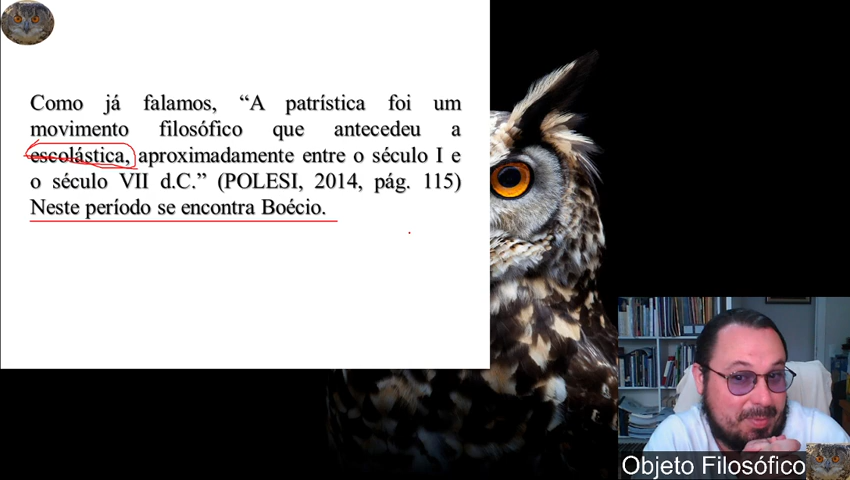 Como já falamos, “A patrística foi um
movimento filosófico que antecedeu a
escolástica, aproximadamente entre o século I e
o século VII d.C.” (POLESI, 2014, pág. 115)
Neste período se encontra Boécio.
Objeto Filosófico